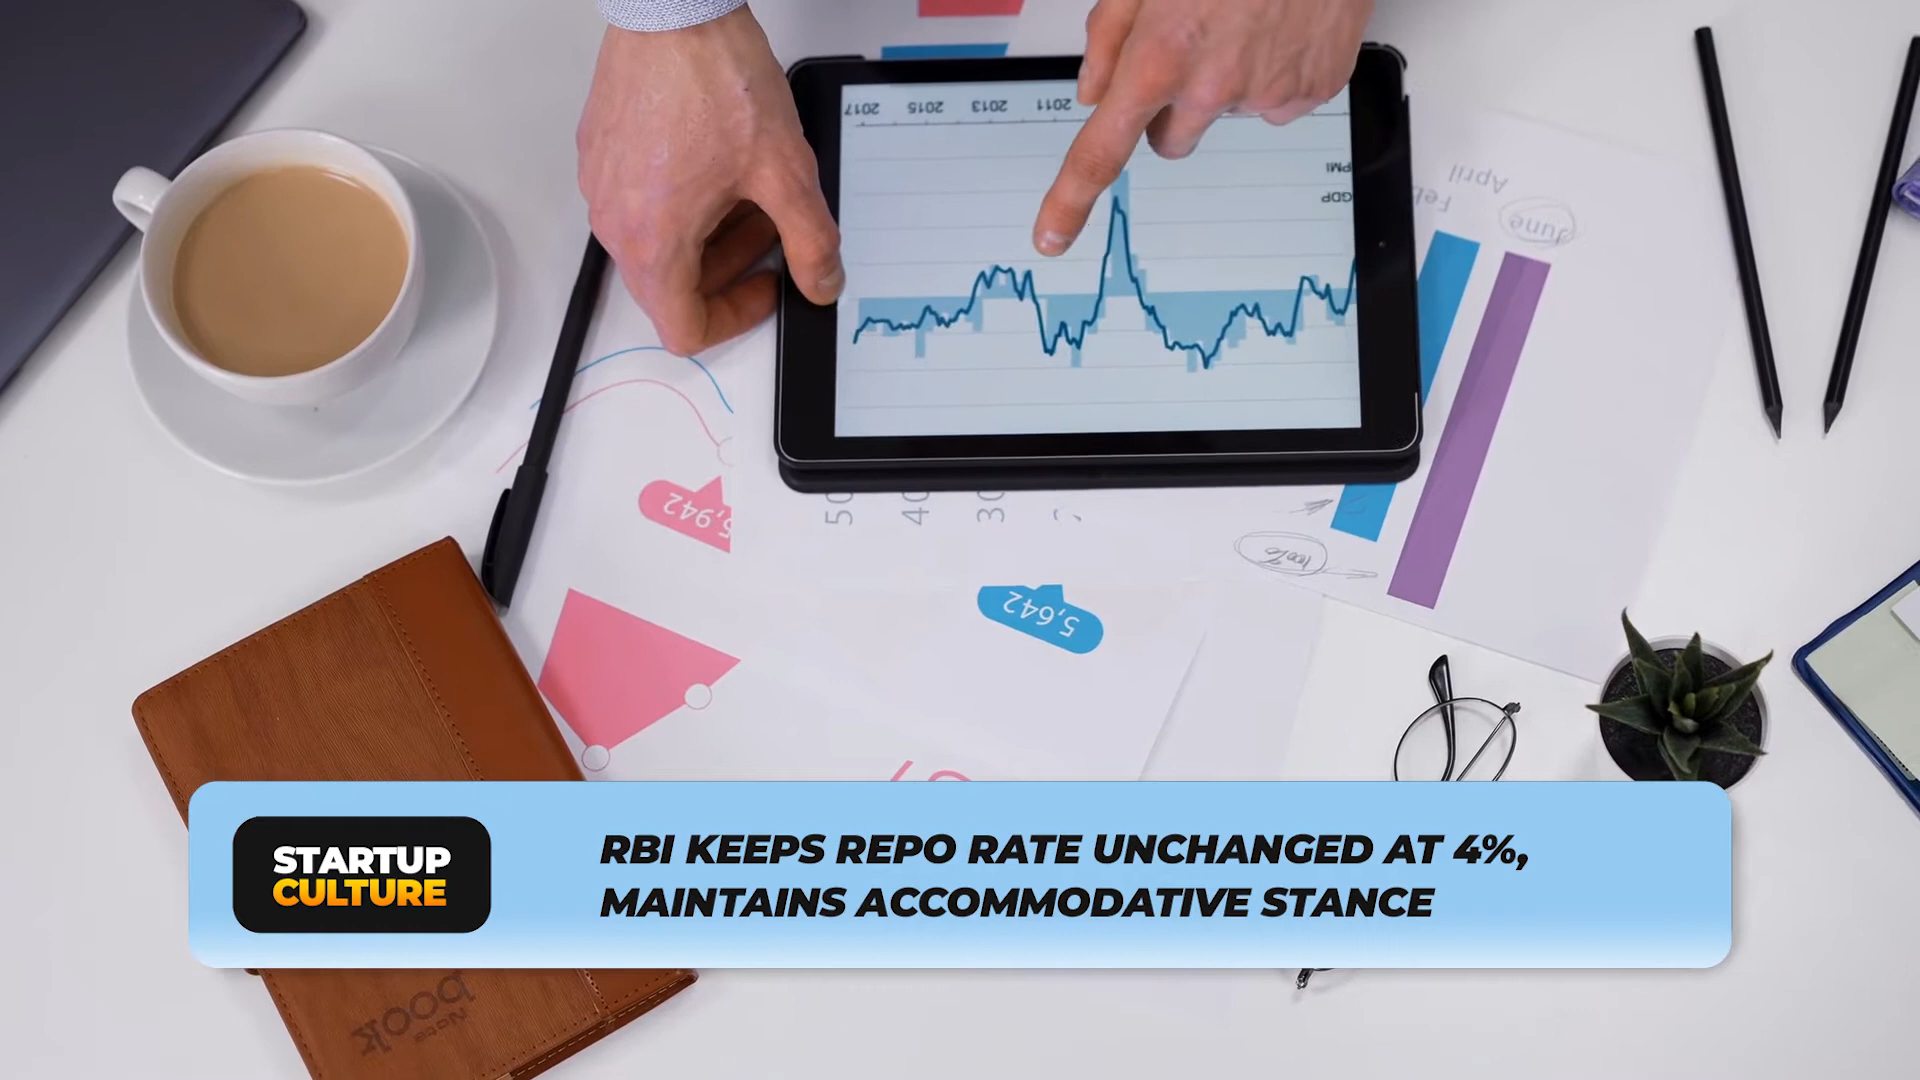 2017 2015 2013 2011
PMI
GDP
April
Feb
June
5,942
50 40 30
100%
5,642
STARTUP
CULTURE
RBI KEEPS REPO RATE UNCHANGED AT 4%,
MAINTAINS ACCOMMODATIVE STANCE
Note
book